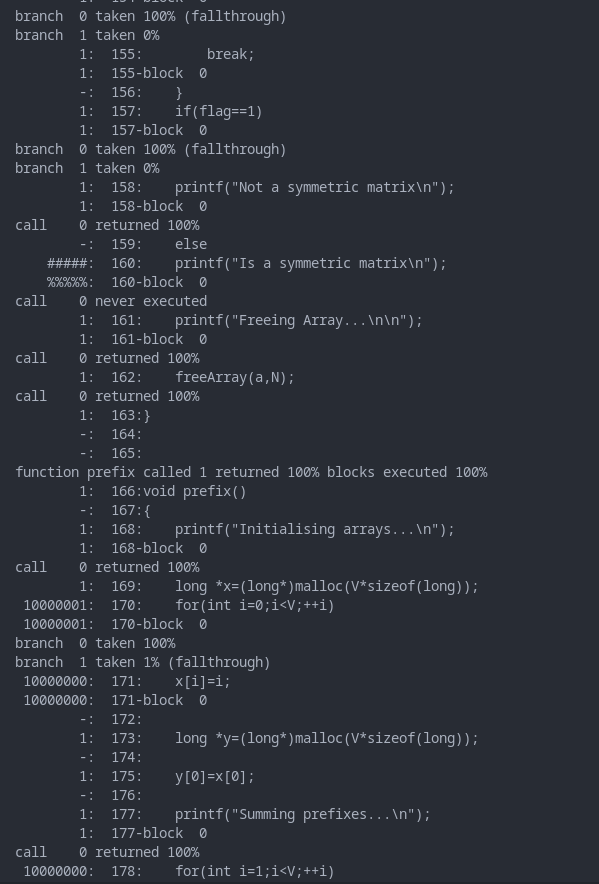 branch  0 taken 100% (fallthrough)
branch  1 taken 0%
        1:  155:        break;
        1:  155-block  0
        -:  156:    }
        1:  157:    if(flag==1)
        1:  157-block  0
branch  0 taken 100% (fallthrough)
branch  1 taken 0%
        1:  158:    printf("Not a symmetric matrix\n");
        1:  158-block  0
call    0 returned 100%
        -:  159:    else
    #####:  160:    printf("Is a symmetric matrix\n");
    %%%%%:  160-block  0
call    0 never executed
        1:  161:    printf("Freeing Array...\n\n");
        1:  161-block  0
call    0 returned 100%
        1:  162:    freeArray(a,N);
call    0 returned 100%
        1:  163:}
        -:  164:
        -:  165:
function prefix called 1 returned 100% blocks executed 100%
        1:  166:void prefix()
        -:  167:{
        1:  168:    printf("Initialising arrays...\n");
        1:  168-block  0
call    0 returned 100%
        1:  169:    long *x=(long*)malloc(V*sizeof(long));
 10000001:  170:    for(int i=0;i<V;++i)
 10000001:  170-block  0
branch  0 taken 100%
branch  1 taken 1% (fallthrough)
 10000000:  171:    x[i]=i;
 10000000:  171-block  0
        -:  172:
        1:  173:    long *y=(long*)malloc(V*sizeof(long));
        -:  174:
        1:  175:    y[0]=x[0];
        -:  176:
        1:  177:    printf("Summing prefixes...\n");
        1:  177-block  0
call    0 returned 100%
 10000000:  178:    for(int i=1;i<V;++i)